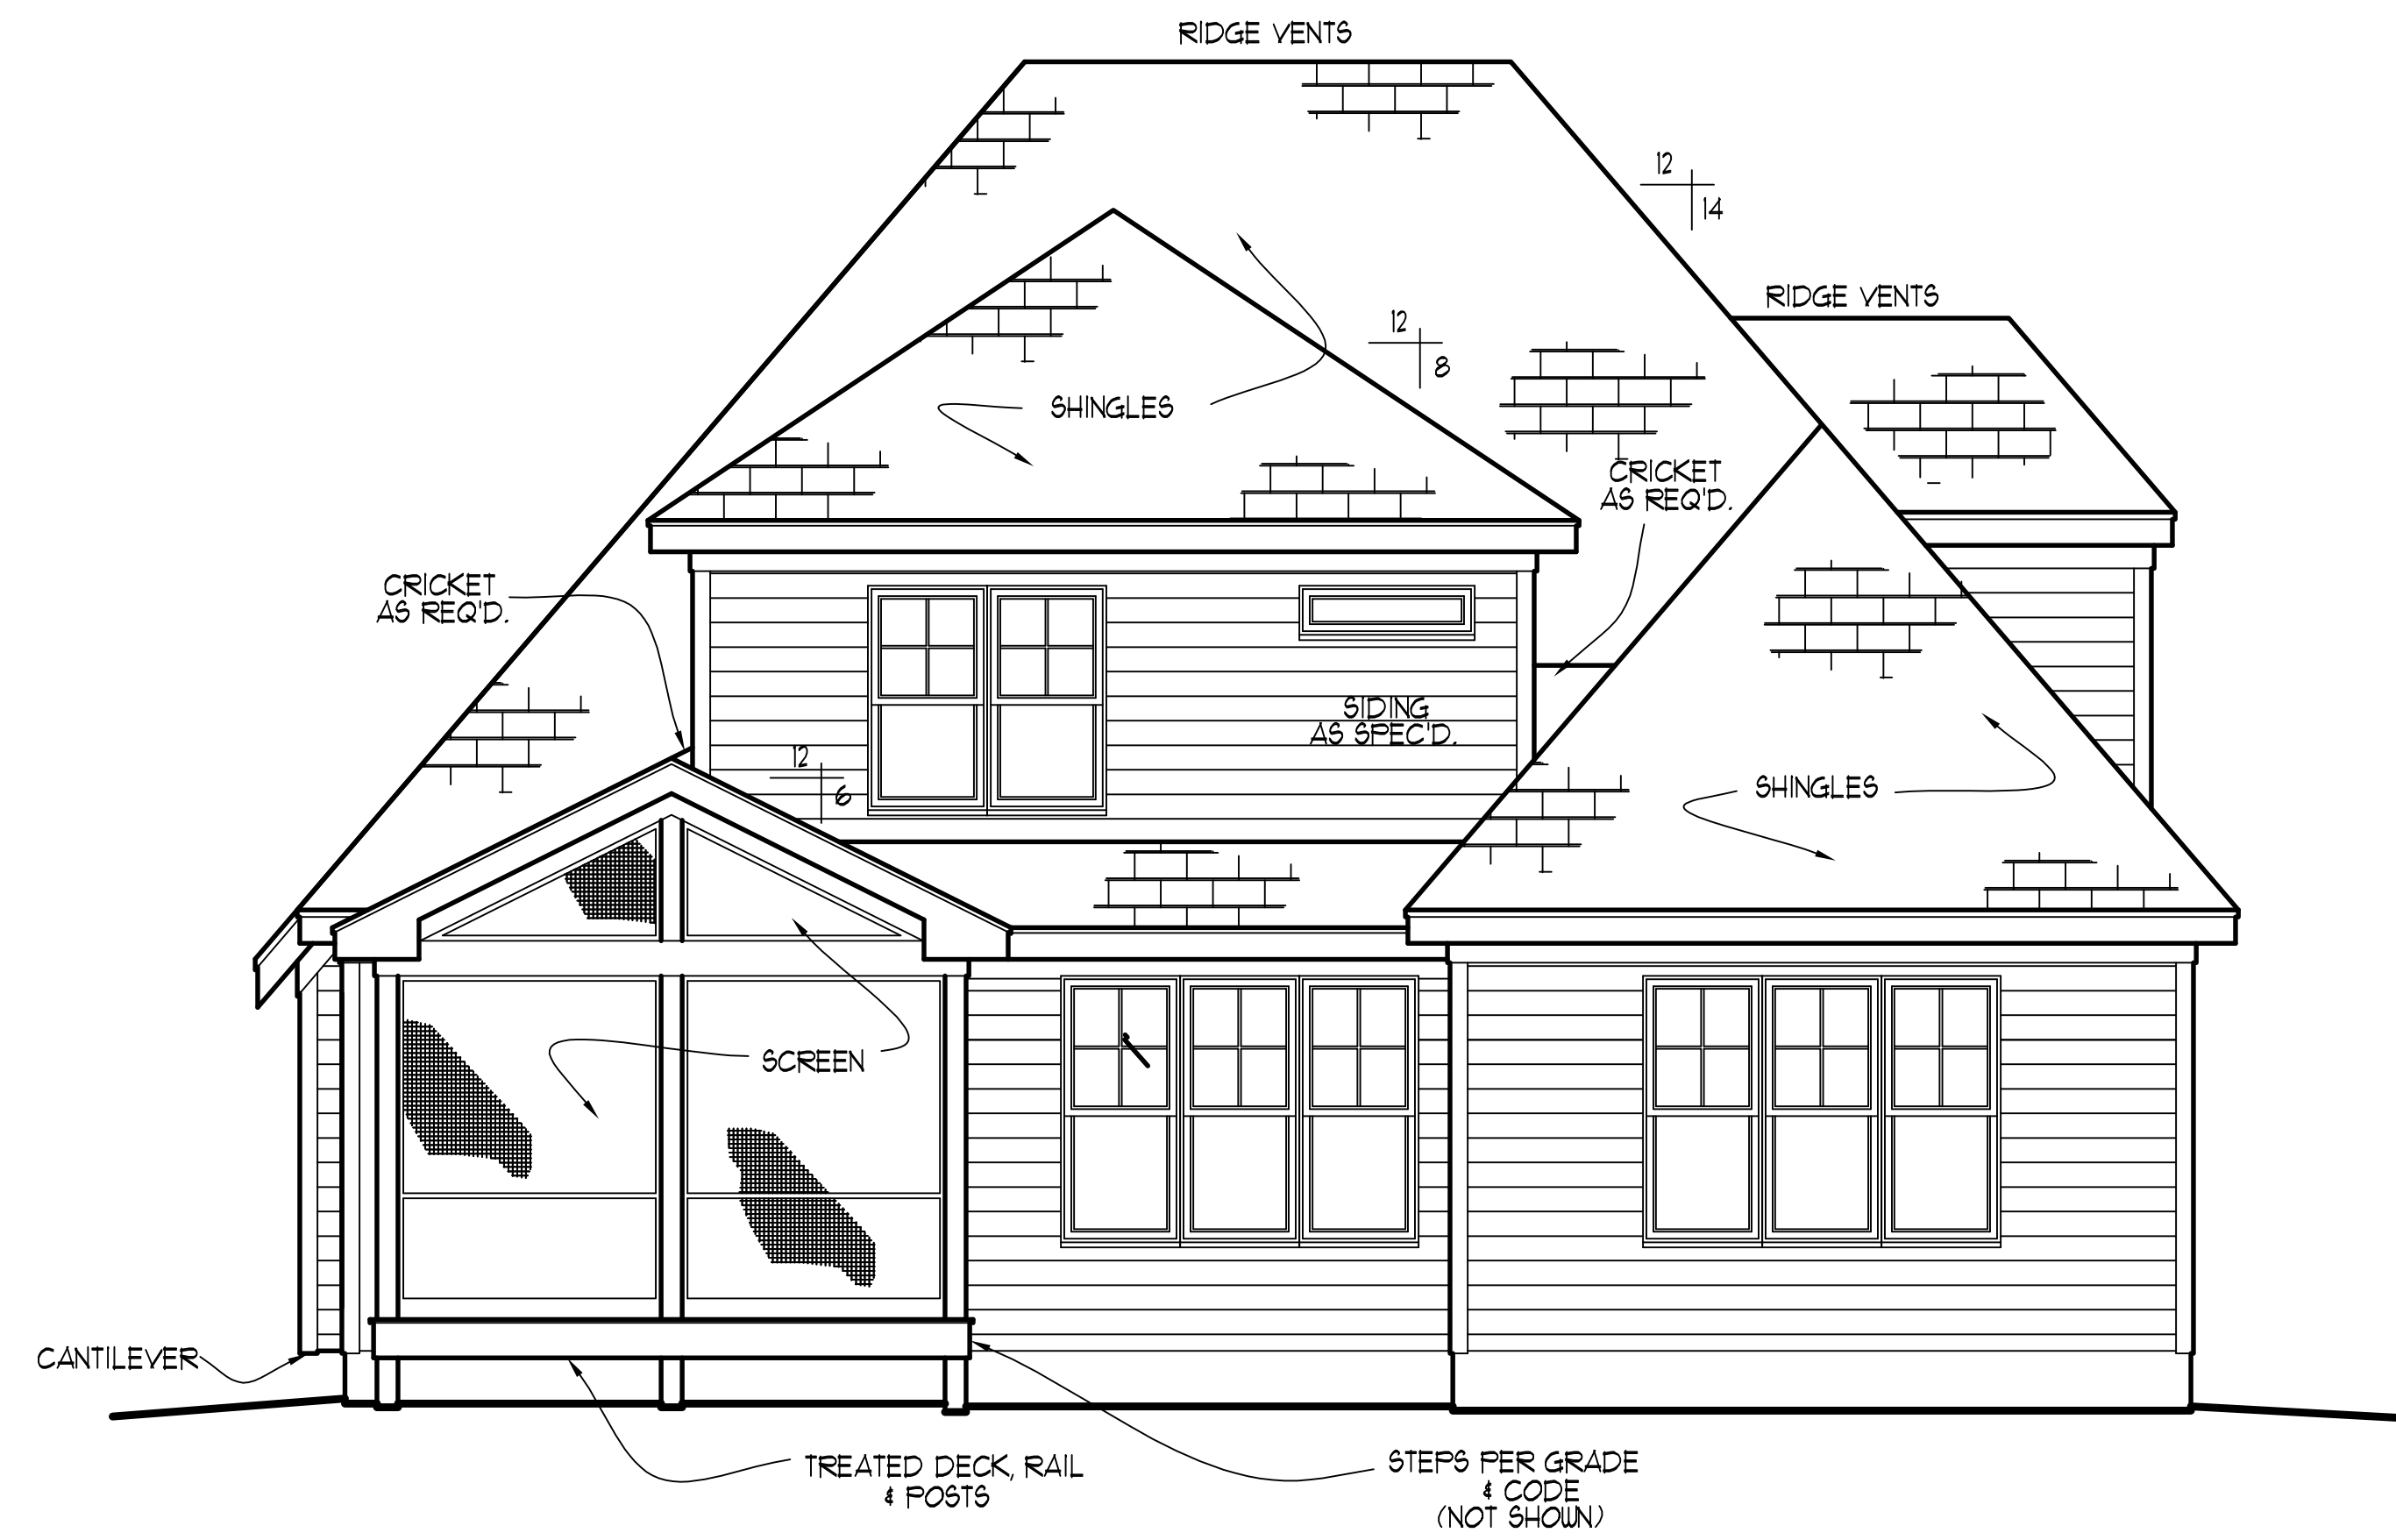 RIDGE VENTS
12
14
RIDGE VENTS
12
8
SHINGLES
CRICKET
AS REQ'D.
CRICKET
AS REQ'D.
SIDING
AS SPEC'D.
12
6
SHINGLES
SCREEN
CANTILEVER
TREATED DECK, RAIL
& POSTS
STEPS PER GRADE
& CODE
(NOT SHOWN)